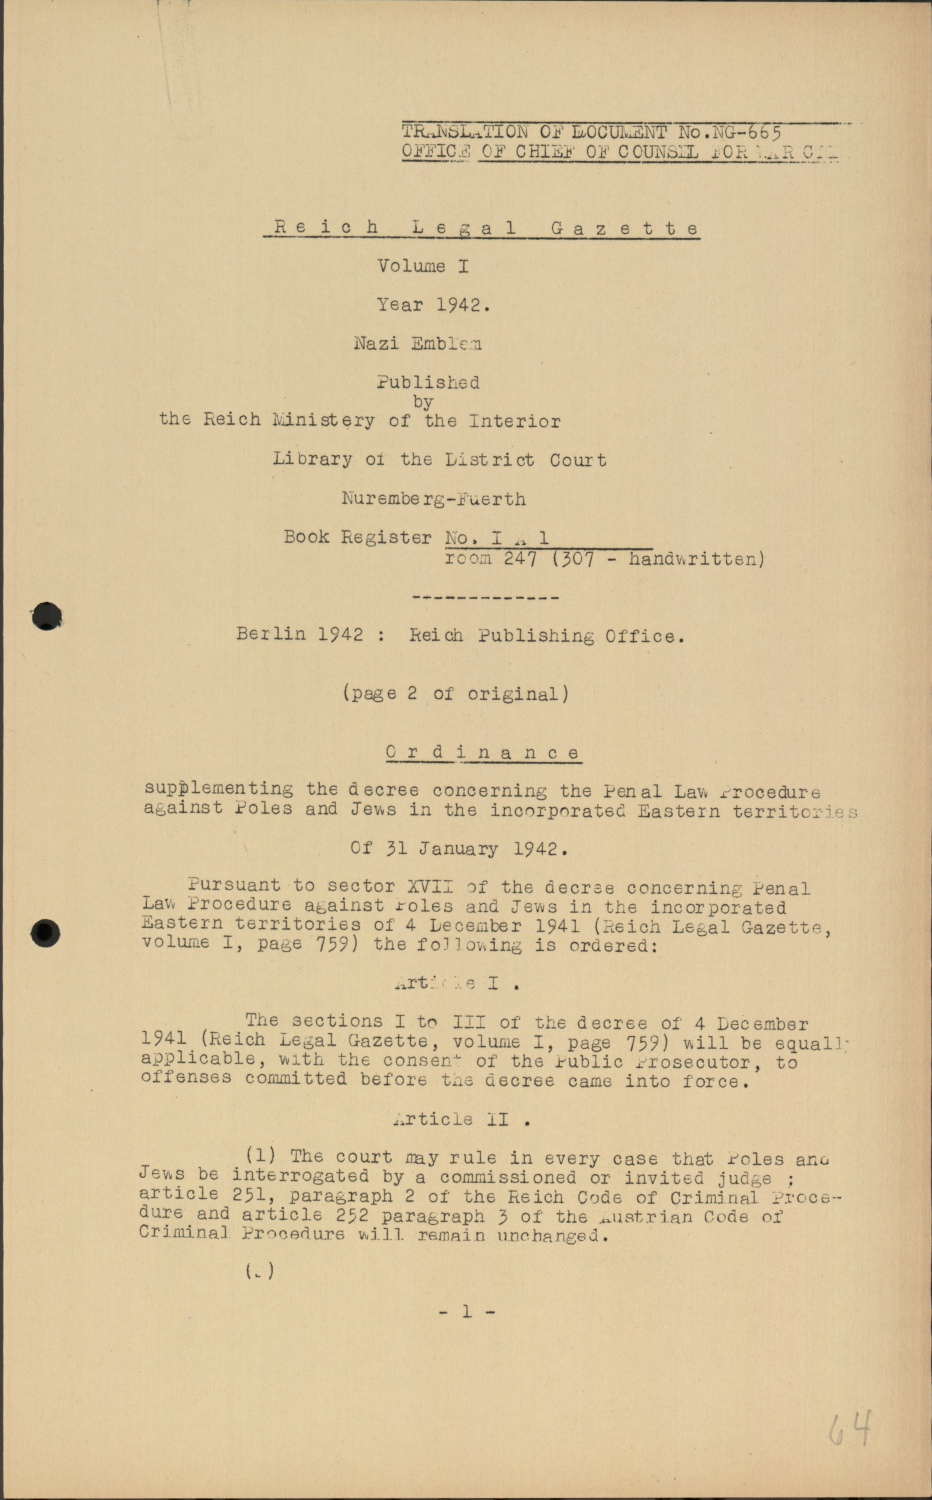 TRANSLATION OF DOCUMENT No.NG-665
OFFICE OF CHIEF OF COUNSEL FOR WAR
Reich Legal Gazette
Volume I
Year 1942.
Nazi Emblem
Published
by
the Reich Ministery of the Interior
Library of the District Court
Nuremberg-Fuerth
Book Register No. I A 1
room 247 (307 - handwritten)
-------------
Berlin 1942 : Reich Publishing Office.
(page 2 of original)
Ordinance
supplementing the decree concerning the Penal Law Procedure
against Poles and Jews in the incorporated Eastern territories
Of 31 January 1942.
Pursuant to sector XVII of the decree concerning Penal
Law Procedure against Poles and Jews in the incorporated
Eastern territories of 4 December 1941 (Reich Legal Gazette,
volume I, page 759) the following is ordered:
Article I .
The sections I to III of the decree of 4 December
1941 (Reich Legal Gazette, volume I, page 759) will be equally
applicable, with the consent of the Public Prosecutor, to
offenses committed before the decree came into force.
Article II .
(1) The court may rule in every case that Poles and
Jews be interrogated by a commissioned or invited judge ;
article 251, paragraph 2 of the Reich Code of Criminal Proce-
dure and article 252 paragraph 3 of the Austrian Code of
Criminal Procedure will remain unchanged.
- 1 -
64